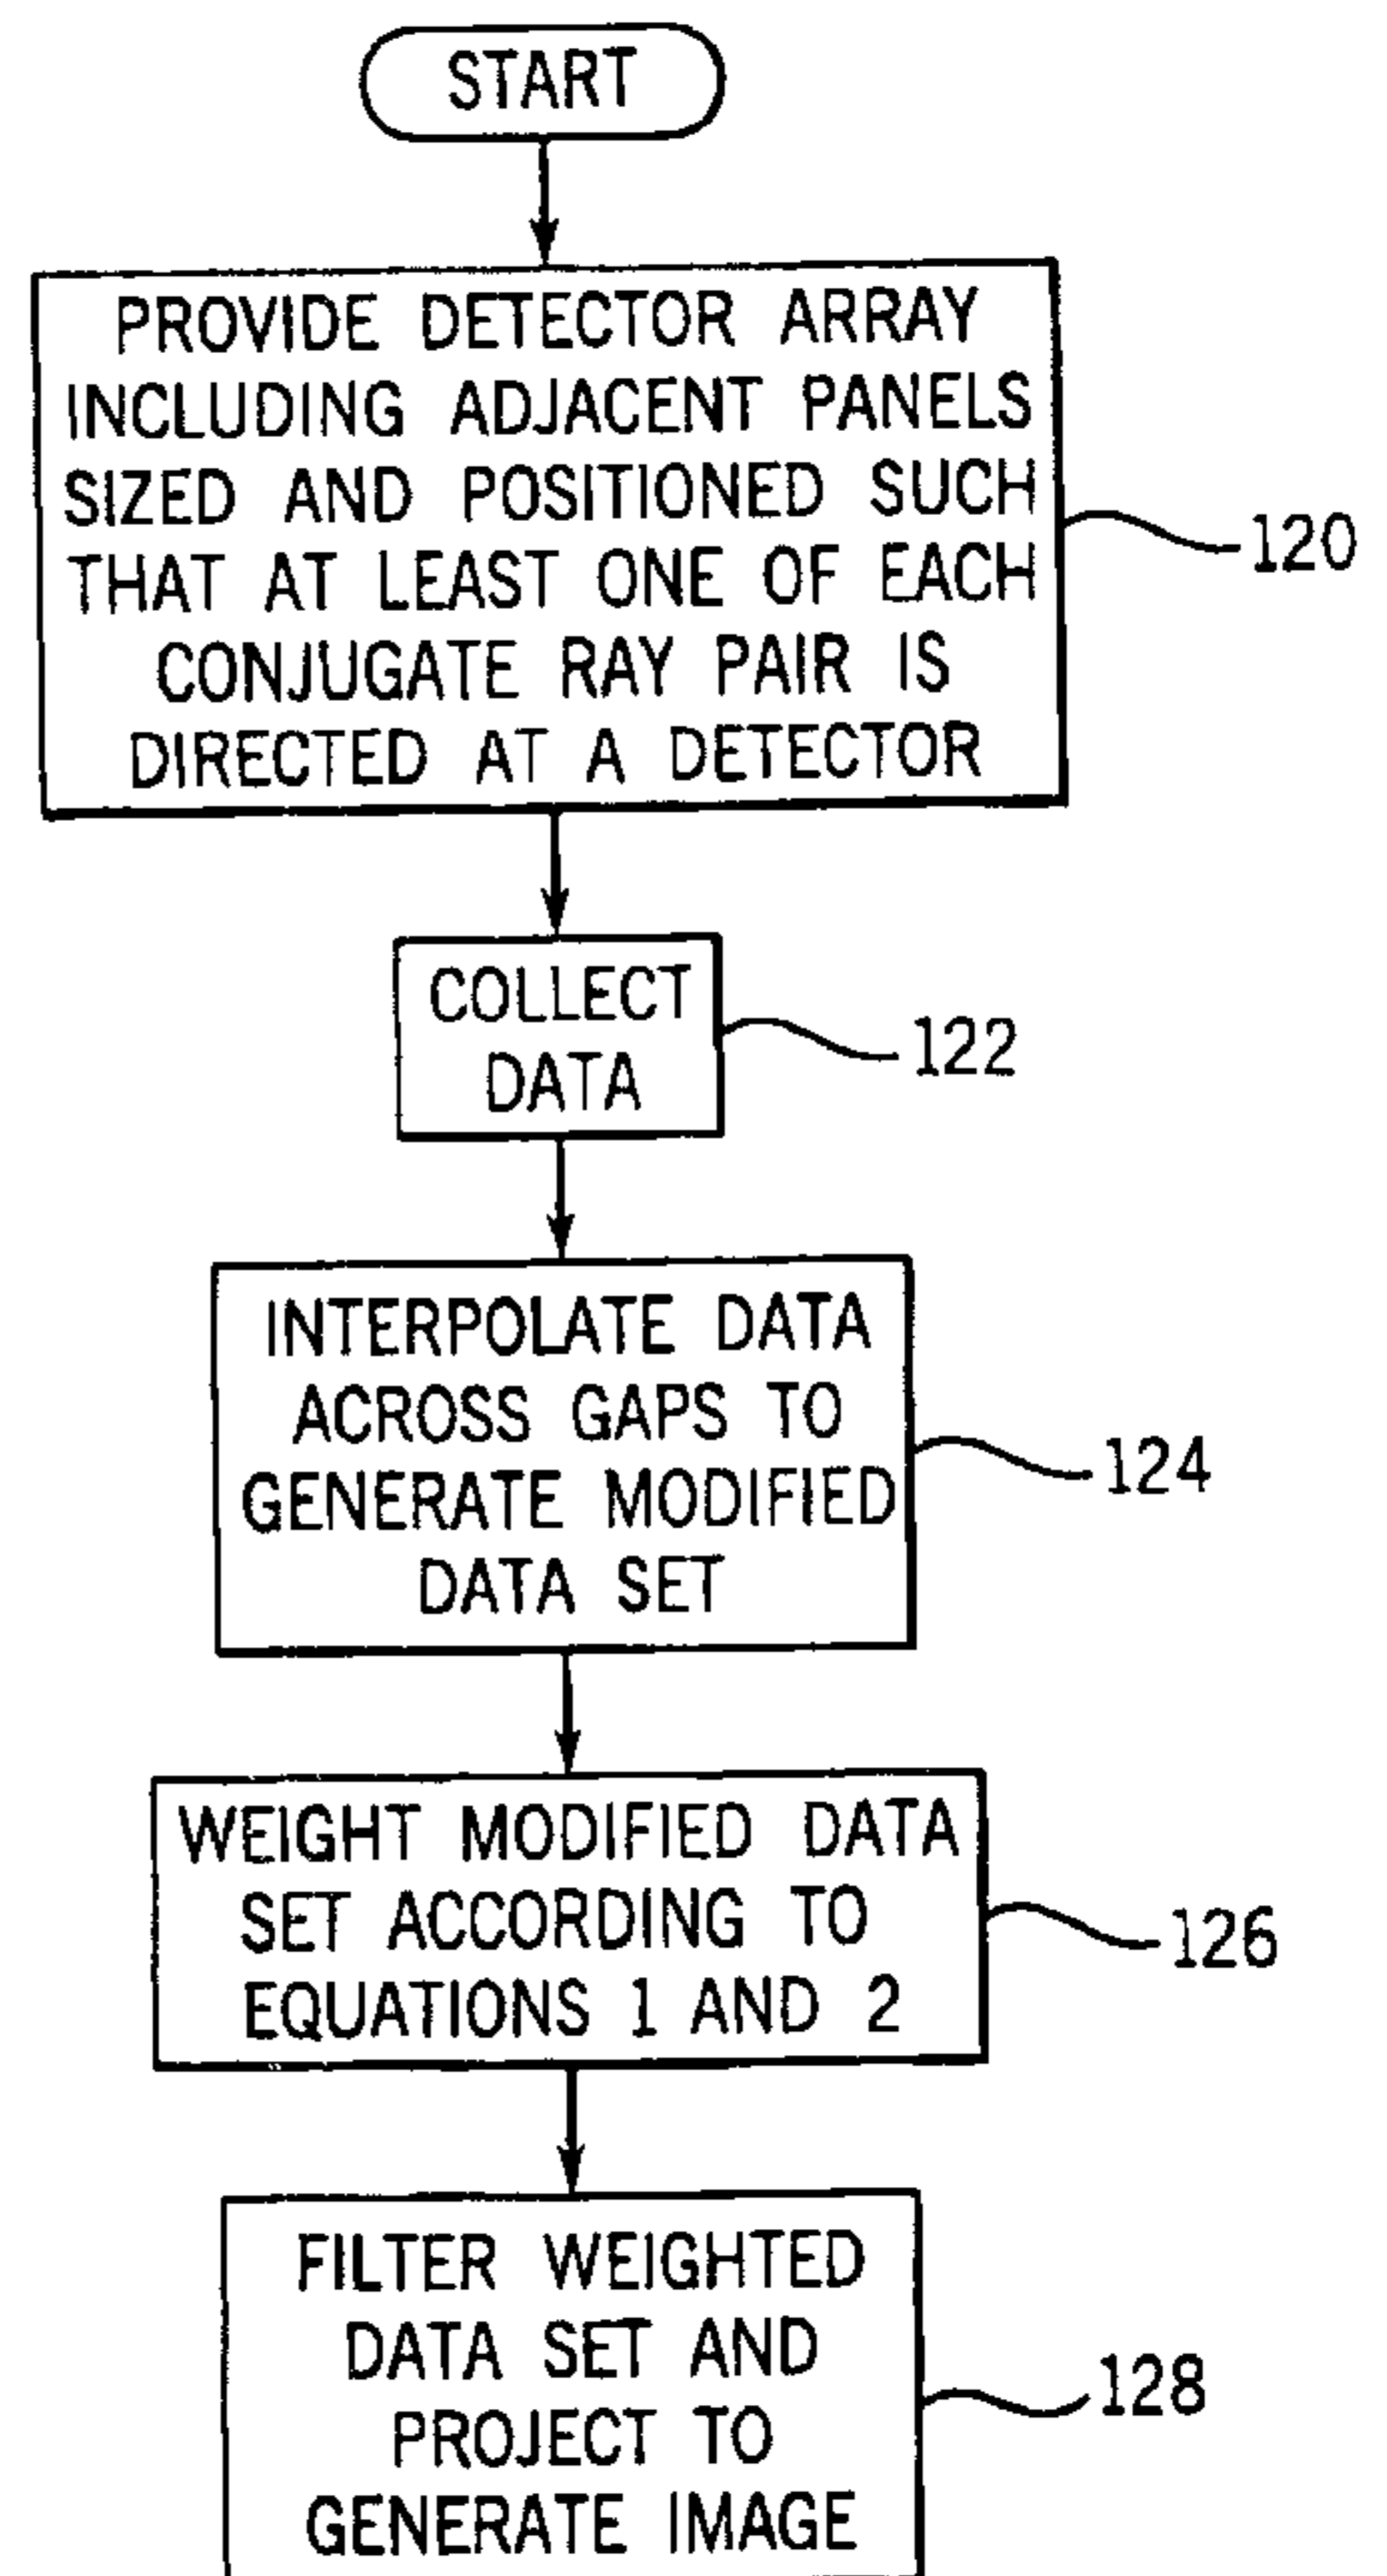 START
PROVIDE DETECTOR ARRAY
INCLUDING ADJACENT PANELS
SIZED AND POSITIONED SUCH
THAT AT LEAST ONE OF EACH
CONJUGATE RAY PAIR IS
DIRECTED AT A DETECTOR
120
COLLECT
DATA
122
INTERPOLATE DATA
ACROSS GAPS TO
GENERATE MODIFIED
DATA SET
124
WEIGHT MODIFIED DATA
SET ACCORDING TO
EQUATIONS 1 AND 2
126
FILTER WEIGHTED
DATA SET AND
PROJECT TO
GENERATE IMAGE
128